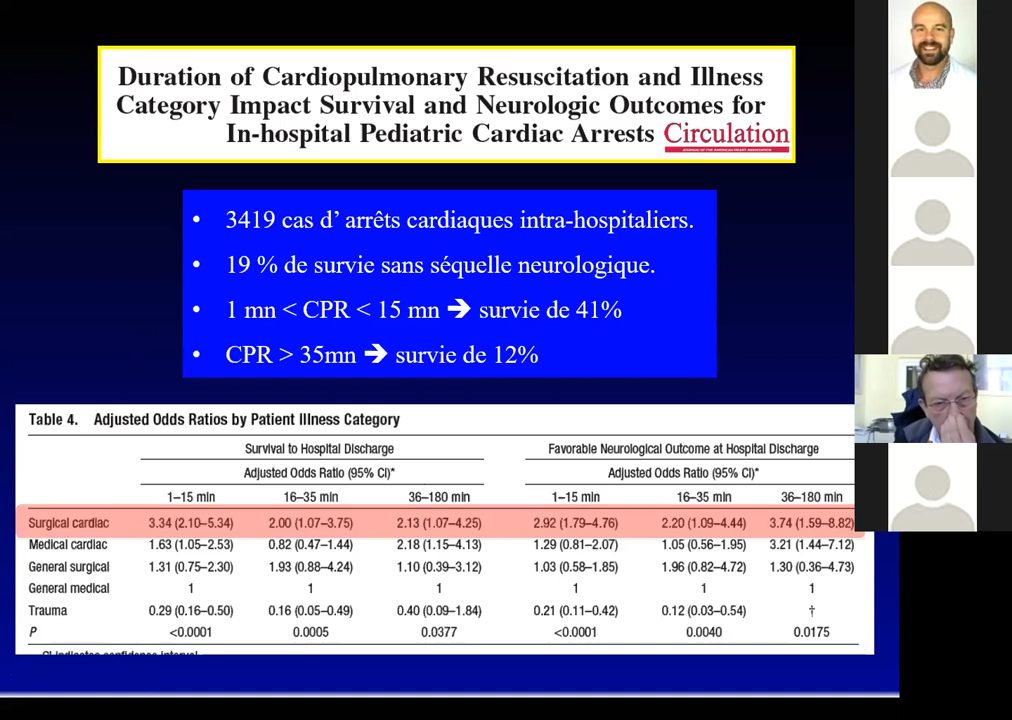 Duration of Cardiopulmonary Resuscitation and Illness
Category Impact Survival and Neurologic Outcomes for
In-hospital Pediatric Cardiac Arrests Circulation
JOURNAL OF THE AMERICAN HEART ASSOCIATION
• 3419 cas d' arrêts cardiaques intra-hospitaliers.
• 19 % de survie sans séquelle neurologique.
• 1 mn < CPR < 15 mn ➔ survie de 41%
• CPR > 35mn ➔ survie de 12%
Table 4. Adjusted Odds Ratios by Patient Illness Category
Survival to Hospital Discharge Favorable Neurological Outcome at Hospital Discharge
Adjusted Odds Ratio (95% CI)* Adjusted Odds Ratio (95% CI)*
1–15 min 16–35 min 36–180 min 1–15 min 16–35 min 36–180 min
Surgical cardiac 3.34 (2.10–5.34) 2.00 (1.07–3.75) 2.13 (1.07–4.25) 2.92 (1.79–4.76) 2.20 (1.09–4.44) 3.74 (1.59–8.82)
Medical cardiac 1.63 (1.05–2.53) 0.82 (0.47–1.44) 2.18 (1.15–4.13) 1.29 (0.81–2.07) 1.05 (0.56–1.95) 3.21 (1.44–7.12)
General surgical 1.31 (0.75–2.30) 1.93 (0.88–4.24) 1.10 (0.39–3.12) 1.03 (0.58–1.85) 1.96 (0.82–4.72) 1.30 (0.36–4.73)
General medical 1 1 1 1 1 1
Trauma 0.29 (0.16–0.50) 0.16 (0.05–0.49) 0.40 (0.09–1.84) 0.21 (0.11–0.42) 0.12 (0.03–0.54) †
P <0.0001 0.0005 0.0377 <0.0001 0.0040 0.0175
CI indicates confidence interval